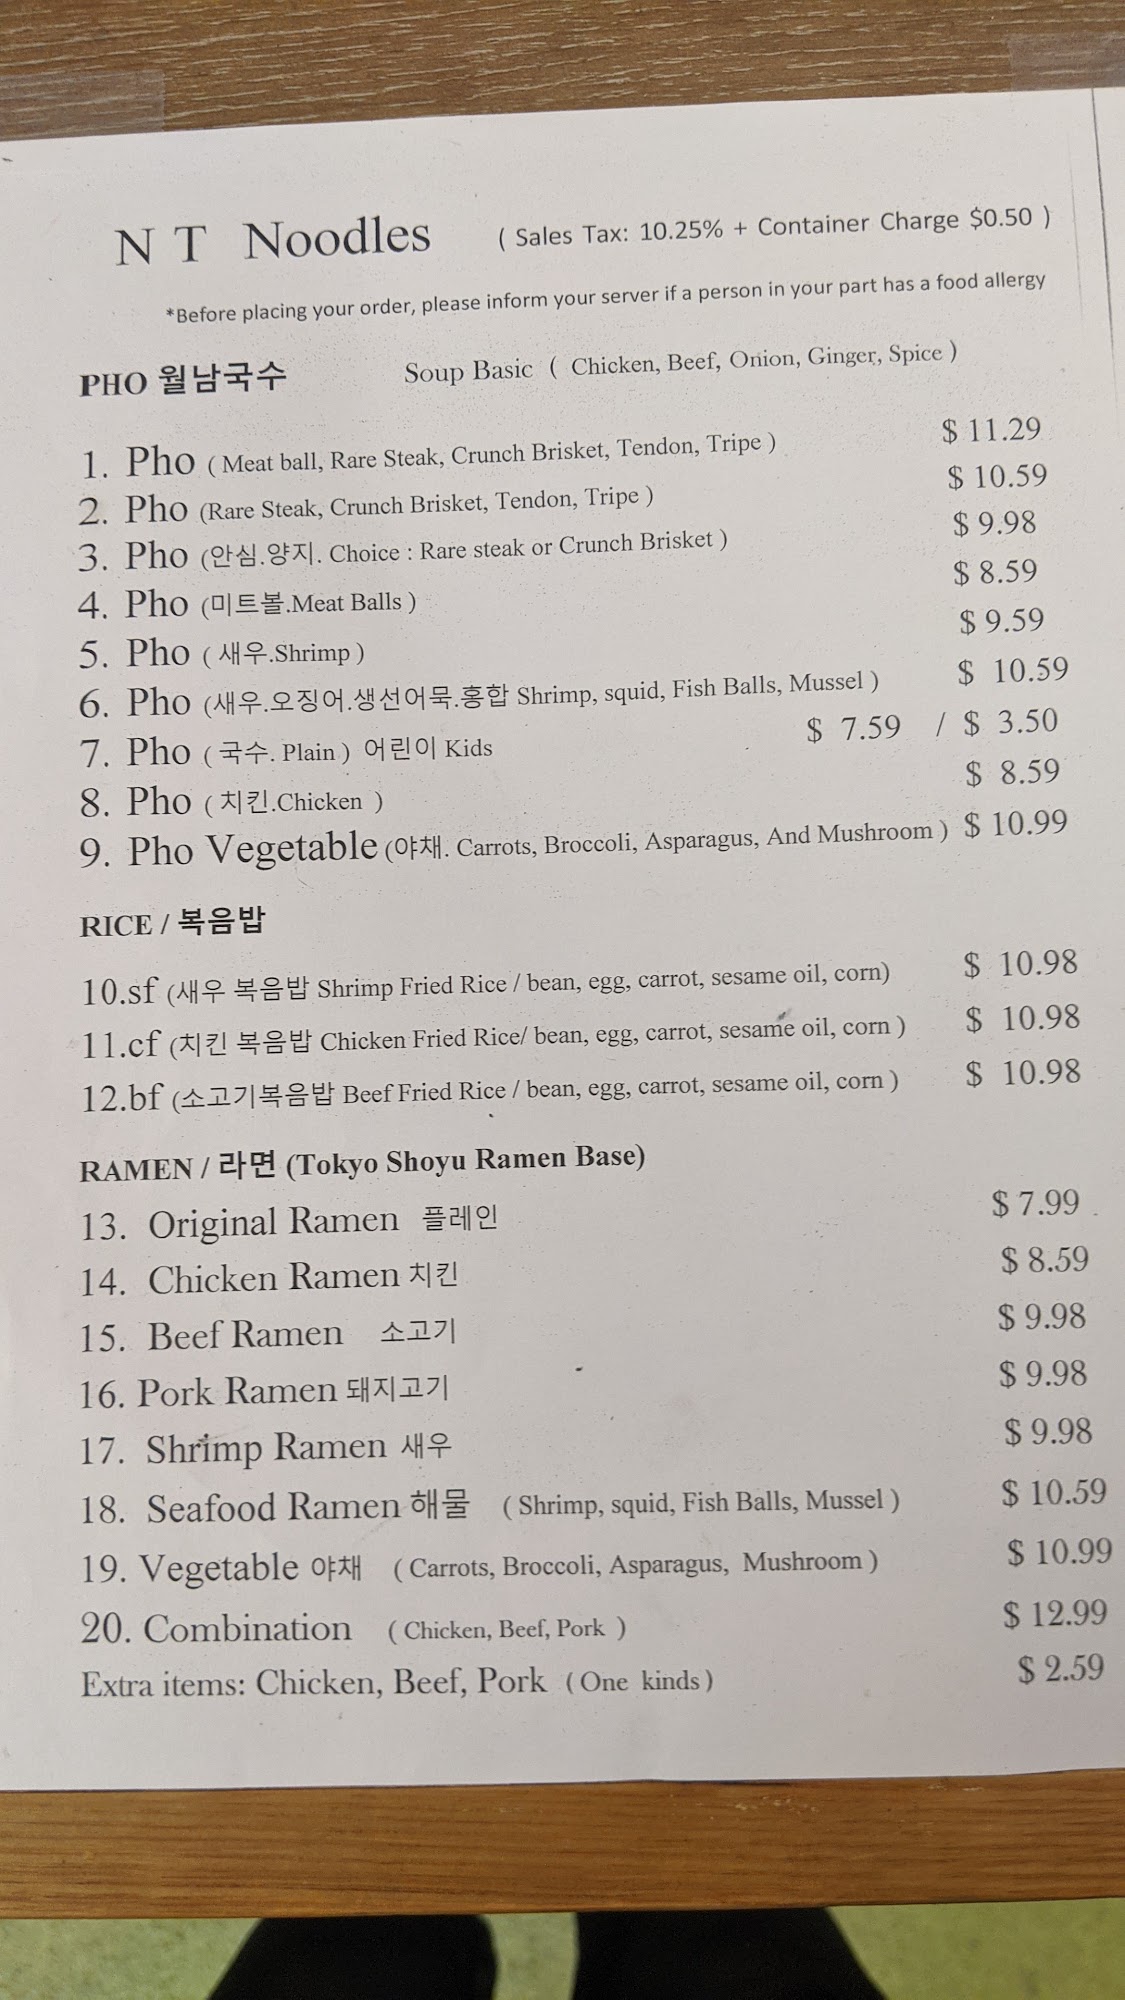 N T Noodles ( Sales Tax: 10.25% + Container Charge $0.50 )
*Before placing your order, please inform your server if a person in your part has a food allergy
PHO 월남국수 Soup Basic ( Chicken, Beef, Onion, Ginger, Spice )
1. Pho ( Meat ball, Rare Steak, Crunch Brisket, Tendon, Tripe ) $ 11.29
2. Pho (Rare Steak, Crunch Brisket, Tendon, Tripe ) $ 10.59
3. Pho (안심.양지. Choice : Rare steak or Crunch Brisket ) $ 9.98
4. Pho (미트볼.Meat Balls ) $ 8.59
5. Pho ( 새우.Shrimp ) $ 9.59
6. Pho (새우.오징어.생선어묵.홍합 Shrimp, squid, Fish Balls, Mussel ) $ 10.59
7. Pho ( 국수. Plain ) 어린이 Kids $ 7.59 / $ 3.50
8. Pho ( 치킨.Chicken ) $ 8.59
9. Pho Vegetable (야채. Carrots, Broccoli, Asparagus, And Mushroom ) $ 10.99
RICE / 복음밥
10.sf (새우 복음밥 Shrimp Fried Rice / bean, egg, carrot, sesame oil, corn) $ 10.98
11.cf (치킨 복음밥 Chicken Fried Rice/ bean, egg, carrot, sesame oil, corn ) $ 10.98
12.bf (소고기복음밥 Beef Fried Rice / bean, egg, carrot, sesame oil, corn ) $ 10.98
RAMEN / 라면 (Tokyo Shoyu Ramen Base)
13. Original Ramen 플레인 $ 7.99
14. Chicken Ramen 치킨 $ 8.59
15. Beef Ramen 소고기 $ 9.98
16. Pork Ramen 돼지고기 $ 9.98
17. Shrimp Ramen 새우 $ 9.98
18. Seafood Ramen 해물 ( Shrimp, squid, Fish Balls, Mussel ) $ 10.59
19. Vegetable 야채 ( Carrots, Broccoli, Asparagus, Mushroom ) $ 10.99
20. Combination ( Chicken, Beef, Pork ) $ 12.99
Extra items: Chicken, Beef, Pork ( One kinds ) $ 2.59